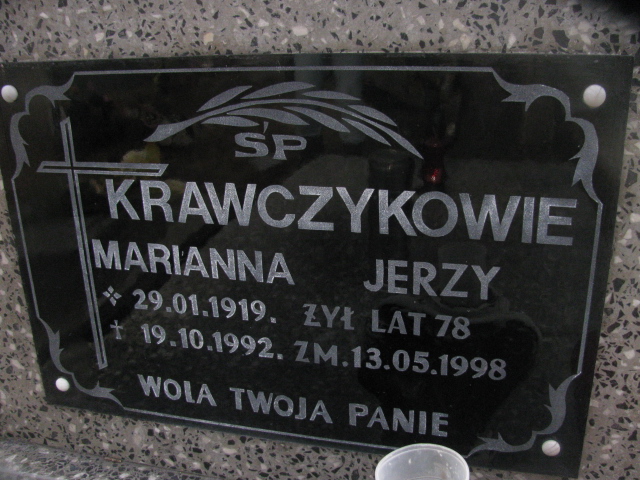 ŚP
KRAWCZYKOWIE
MARIANNA JERZY
29.01.1919. ŻYŁ LAT 78
19.10.1992. ZM.13.05.1998
WOLA TWOJA PANIE